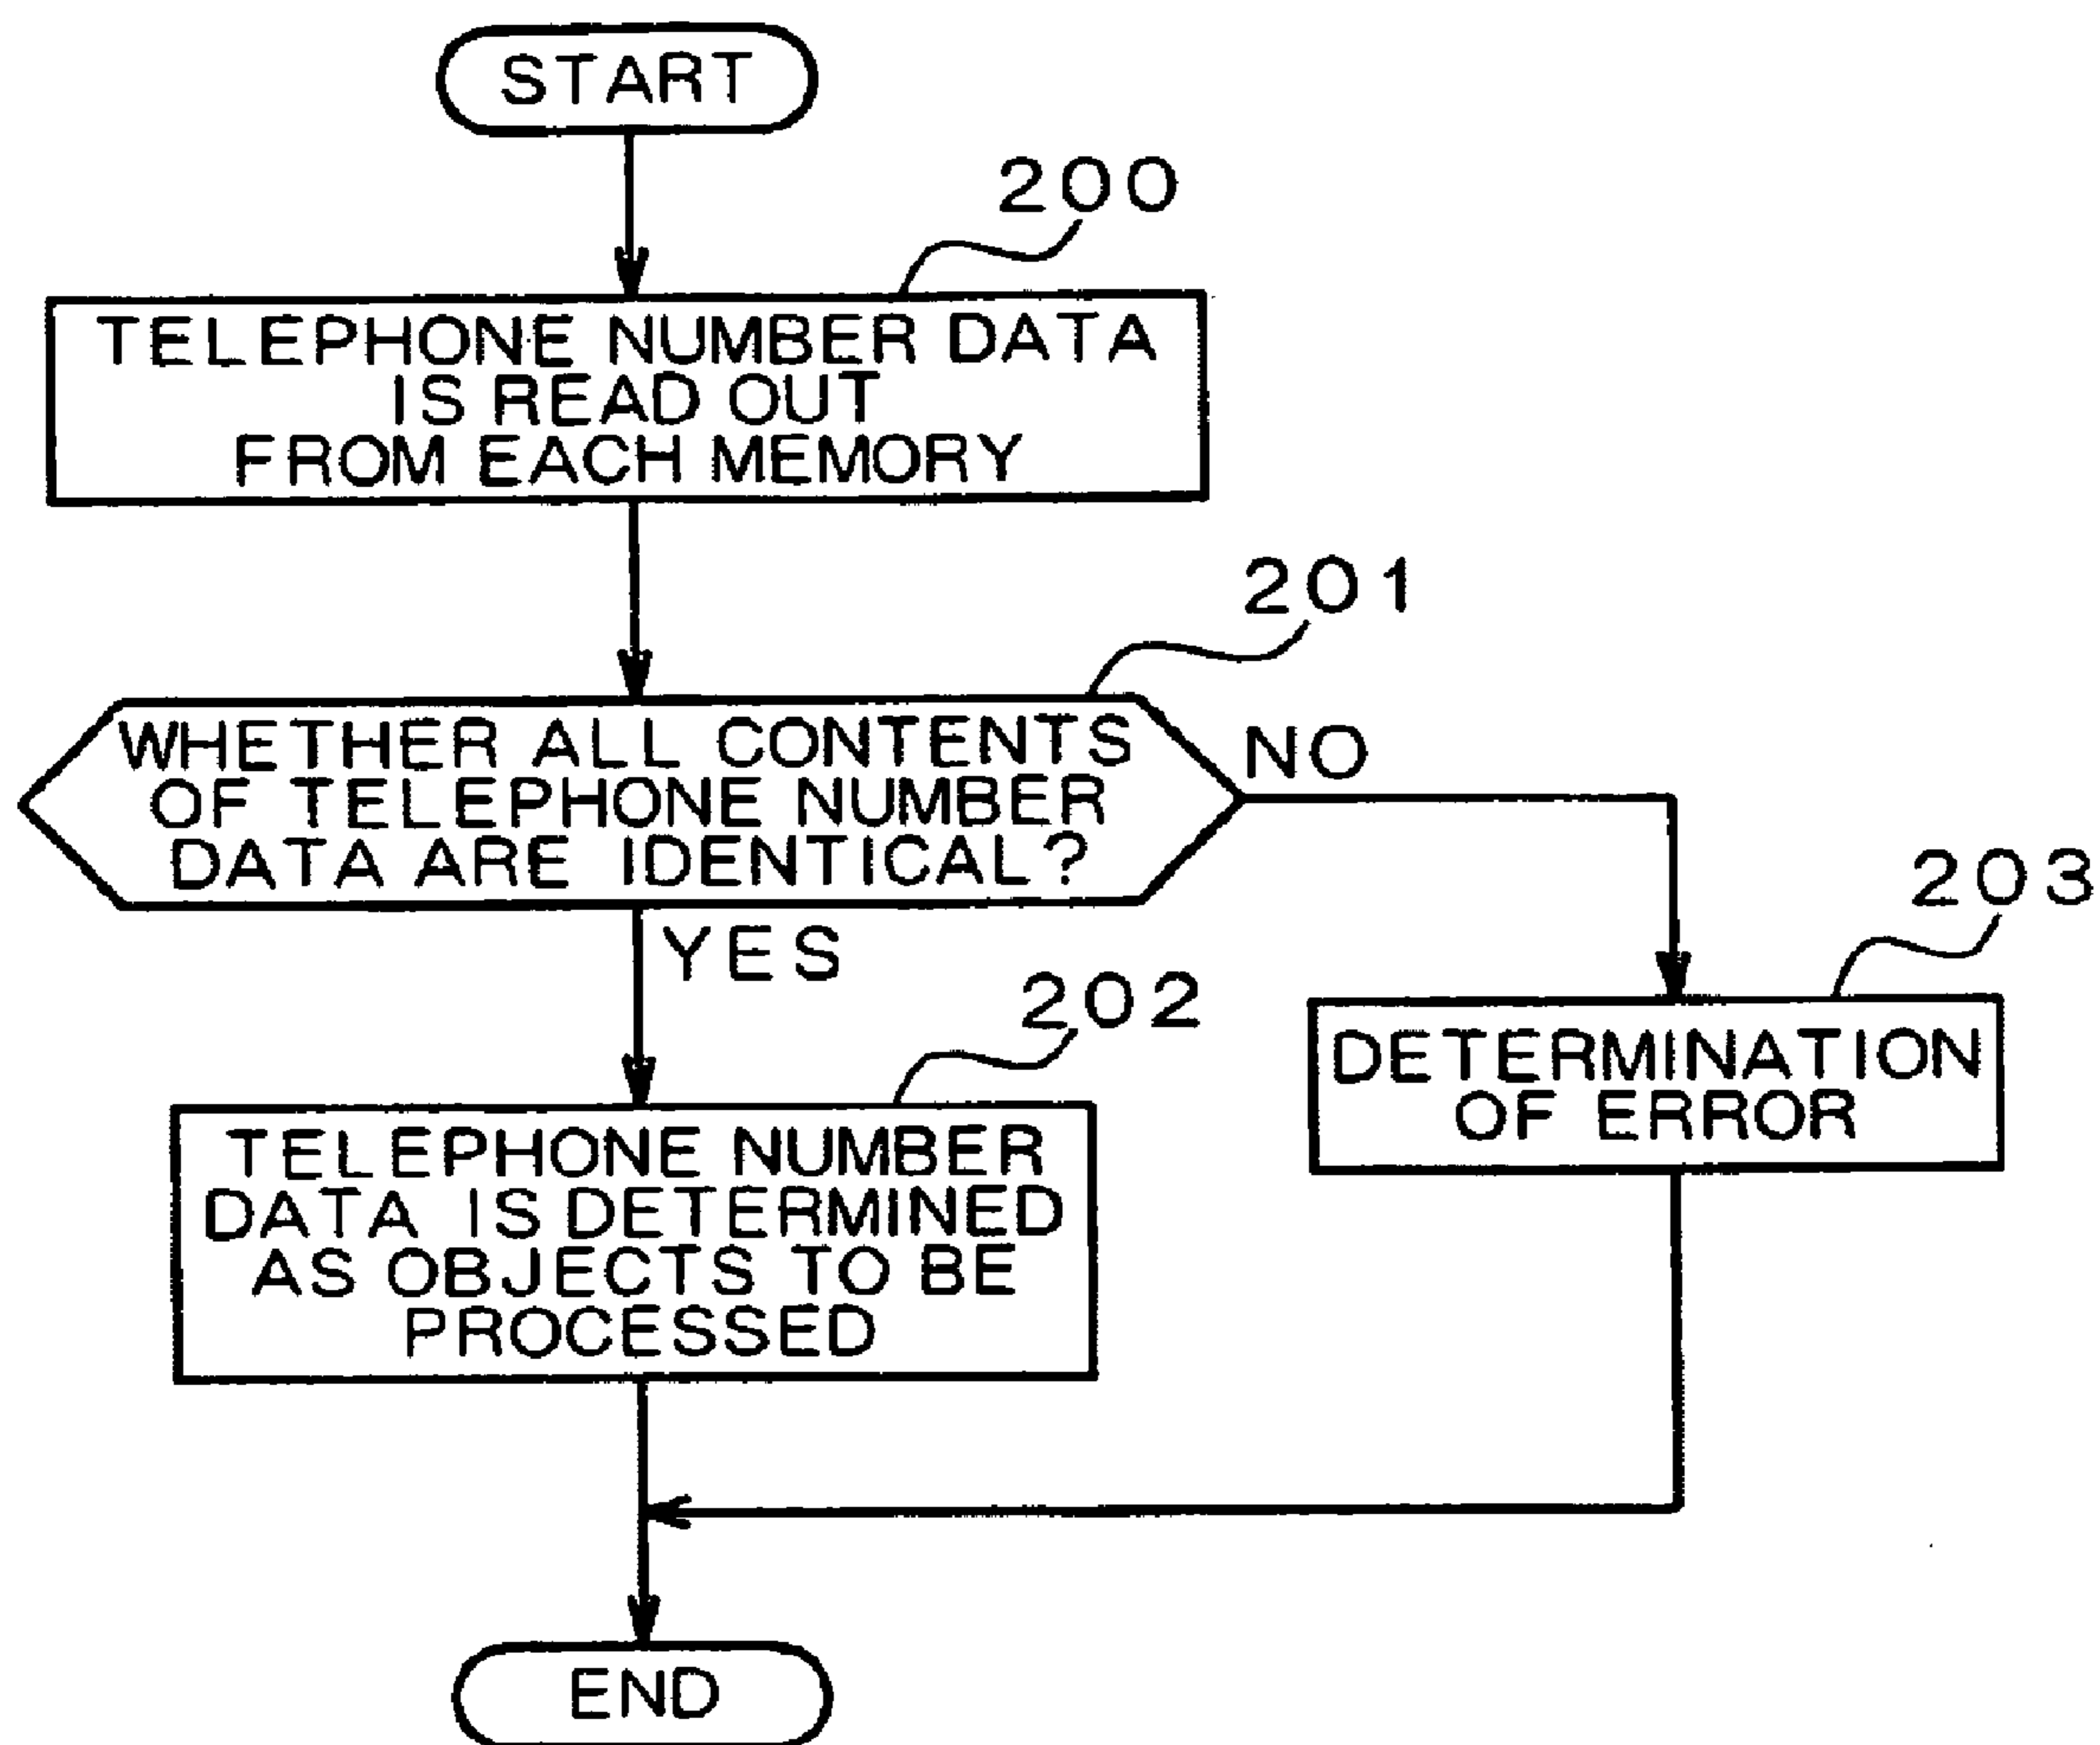 START
200
TELEPHONE NUMBER DATA
IS READ OUT
FROM EACH MEMORY
201
WHETHER ALL CONTENTS
OF TELEPHONE NUMBER
DATA ARE IDENTICAL?
NO
YES
203
202
DETERMINATION
OF ERROR
TELEPHONE NUMBER
DATA IS DETERMINED
AS OBJECTS TO BE
PROCESSED
END